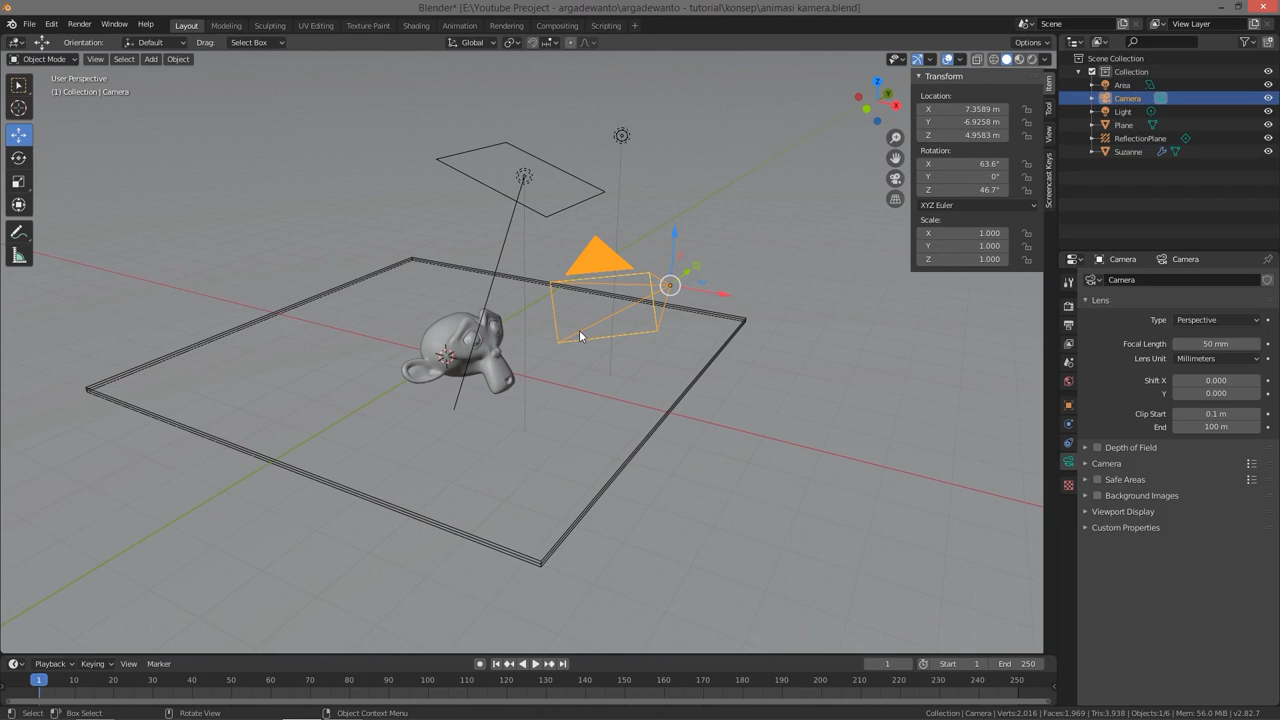 Blender* [E:\Youtube Preoject - argadewanto\argadewanto - tutorial\konsep\animasi kamera.blend]
File Edit Render Window Help Layout Modeling Sculpting UV Editing Texture Paint Shading Animation Rendering Compositing Scripting + Scene View Layer
Orientation: Default Drag: Select Box Global Options
Object Mode View Select Add Object
User Perspective
(1) Collection | Camera
Transform
Location:
X 7.3589 m
Y -6.9258 m
Z 4.9583 m
Rotation:
X 63.6°
Y 0°
Z 46.7°
XYZ Euler
Scale:
X 1.000
Y 1.000
Z 1.000
Item
Tool
View
Screencast Keys
Z
Y
X
Scene Collection
Collection
Area
Camera
Light
Plane
ReflectionPlane
Suzanne
Camera Camera
Camera
Lens
Type Perspective
Focal Length 50 mm
Lens Unit Millimeters
Shift X 0.000
Y 0.000
Clip Start 0.1 m
End 100 m
Depth of Field
Camera
Safe Areas
Background Images
Viewport Display
Custom Properties
Playback Keying View Marker 1 Start 1 End 250
1 10 20 30 40 50 60 70 80 90 100 110 120 130 140 150 160 170 180 190 200 210 220 230 240 250
Select Box Select Rotate View Object Context Menu Collection | Camera | Verts:2,016 | Faces:1,969 | Tris:3,938 | Objects:1/6 | Mem: 56.0 MiB | v2.82.7